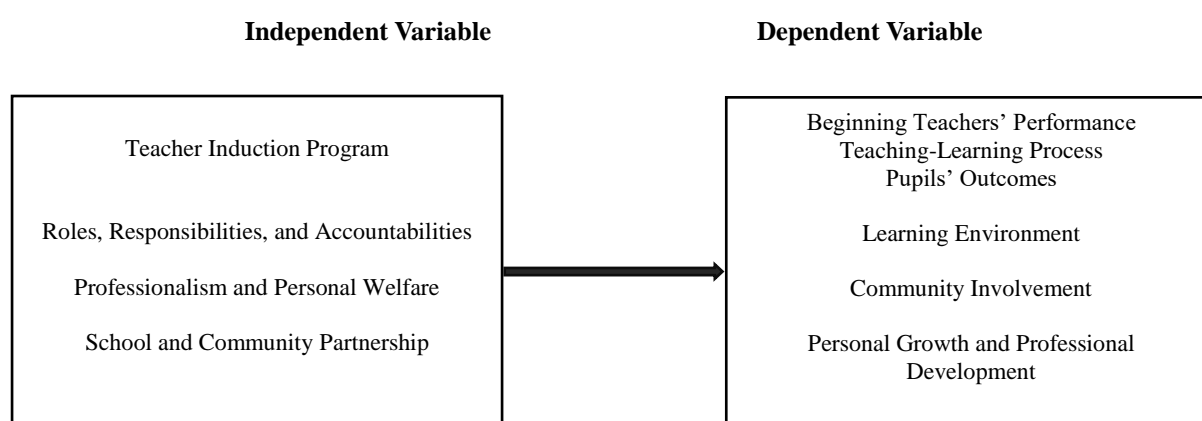 Independent Variable
Dependent Variable
Teacher Induction Program
Roles, Responsibilities, and Accountabilities
Professionalism and Personal Welfare
School and Community Partnership
Beginning Teachers’ Performance
Teaching-Learning Process
Pupils’ Outcomes
Learning Environment
Community Involvement
Personal Growth and Professional
Development